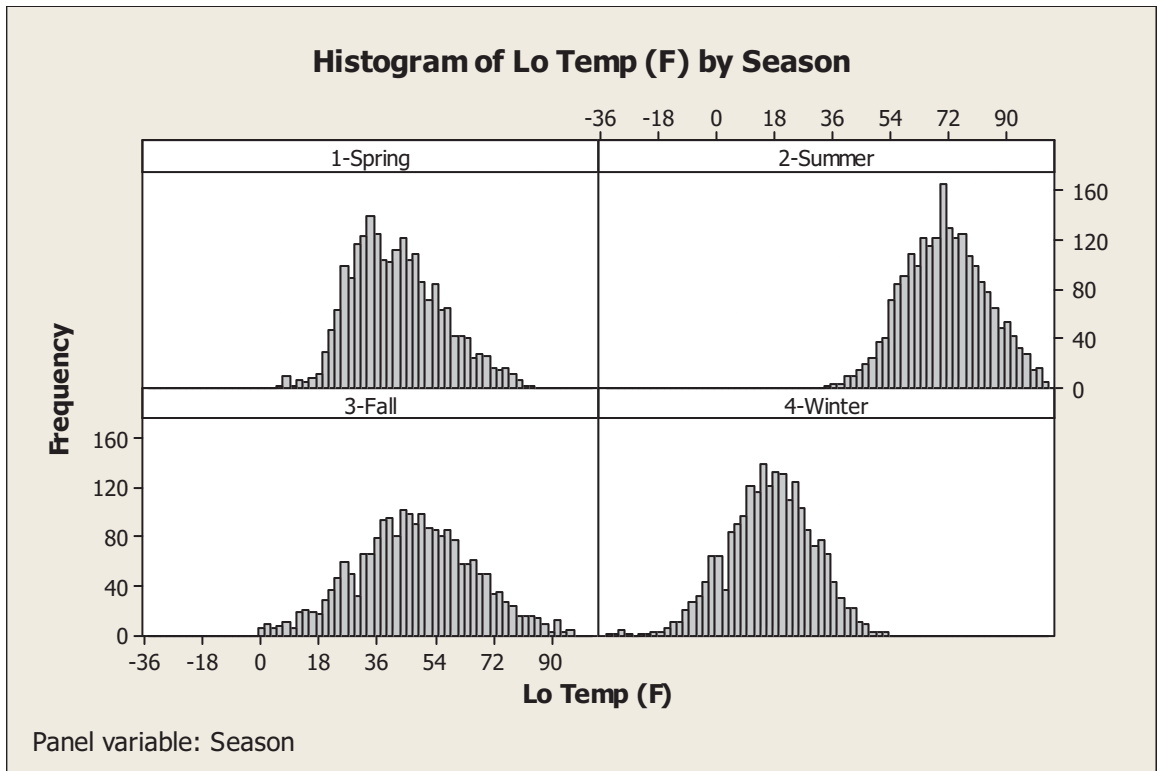 Histogram of Lo Temp (F) by Season
-36 -18 0 18 36 54 72 90
1-Spring 2-Summer
160
120
80
40
0
Frequency
3-Fall 4-Winter
160
120
80
40
0
-36 -18 0 18 36 54 72 90
Lo Temp (F)
Panel variable: Season